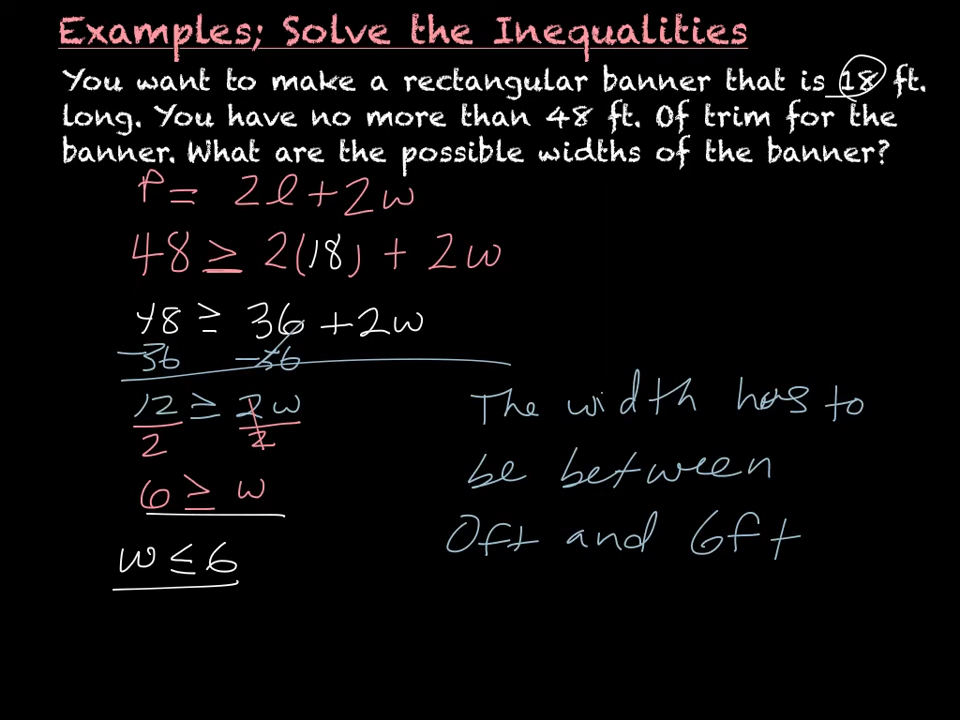 Examples; Solve the Inequalities
You want to make a rectangular banner that is 18 ft.
long. You have no more than 48 ft. Of trim for the
banner. What are the possible widths of the banner?
P = 2l + 2w
48 ≥ 2(18) + 2w
48 ≥ 36 + 2w
-36 -36
12 ≥ 2w
2 2
6 ≥ w
w ≤ 6
The width has to
be between
0ft and 6ft